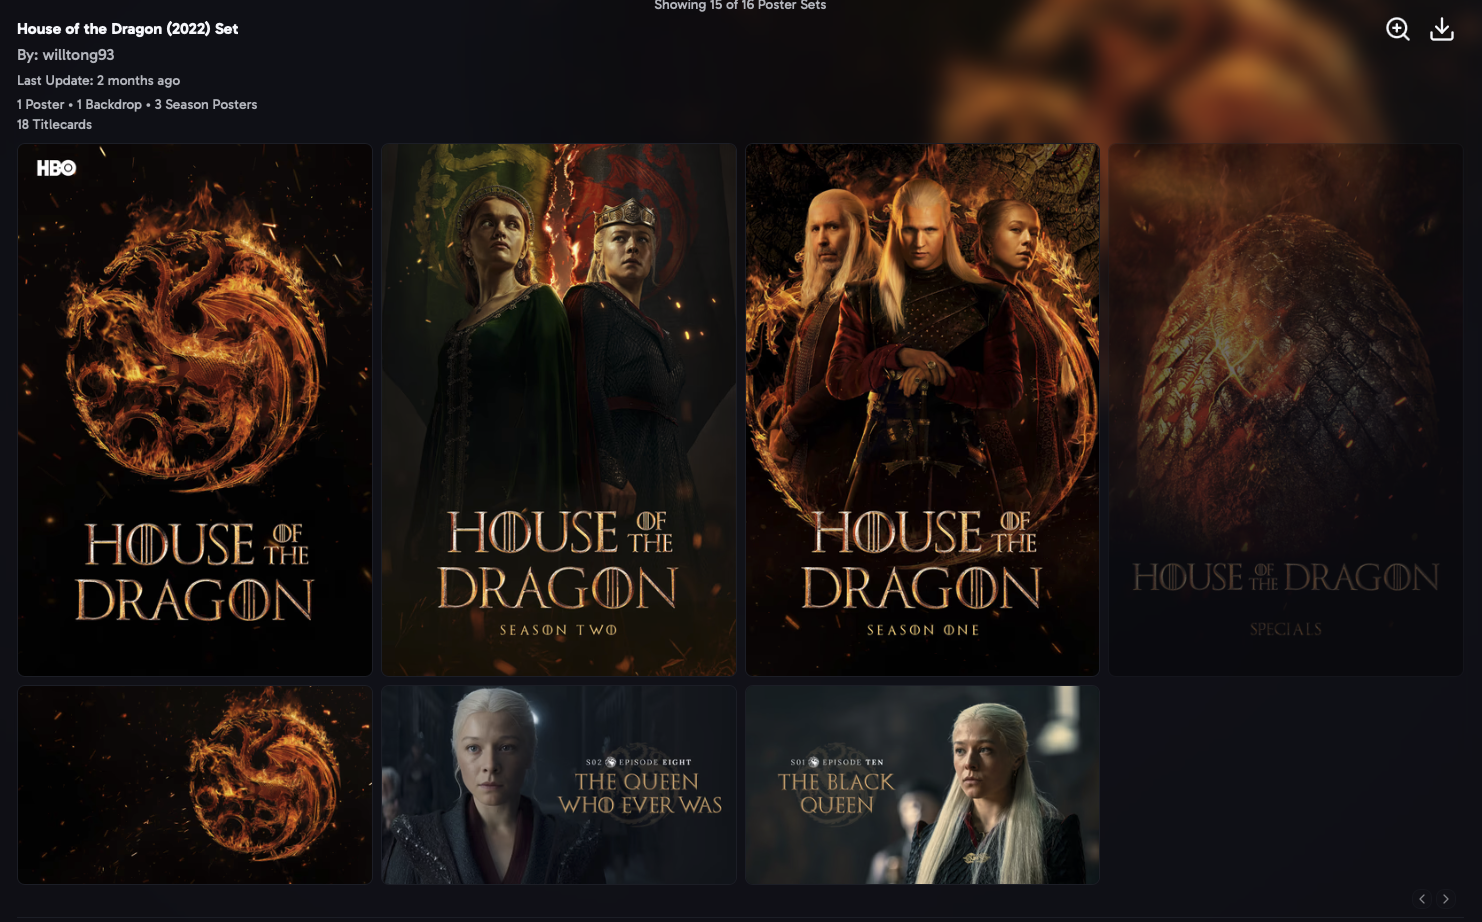 Showing 15 of 16 Poster Sets
House of the Dragon (2022) Set
By: willtong93
Last Update: 2 months ago
1 Poster • 1 Backdrop • 3 Season Posters
18 Titlecards
HBO
HOUSE OF THE
DRAGON
HOUSE OF THE
DRAGON
SEASON TWO
HOUSE OF THE
DRAGON
SEASON ONE
HOUSE OF THE DRAGON
SPECIALS
S02 EPISODE EIGHT
THE QUEEN
WHO EVER WAS
S01 EPISODE TEN
THE BLACK
QUEEN